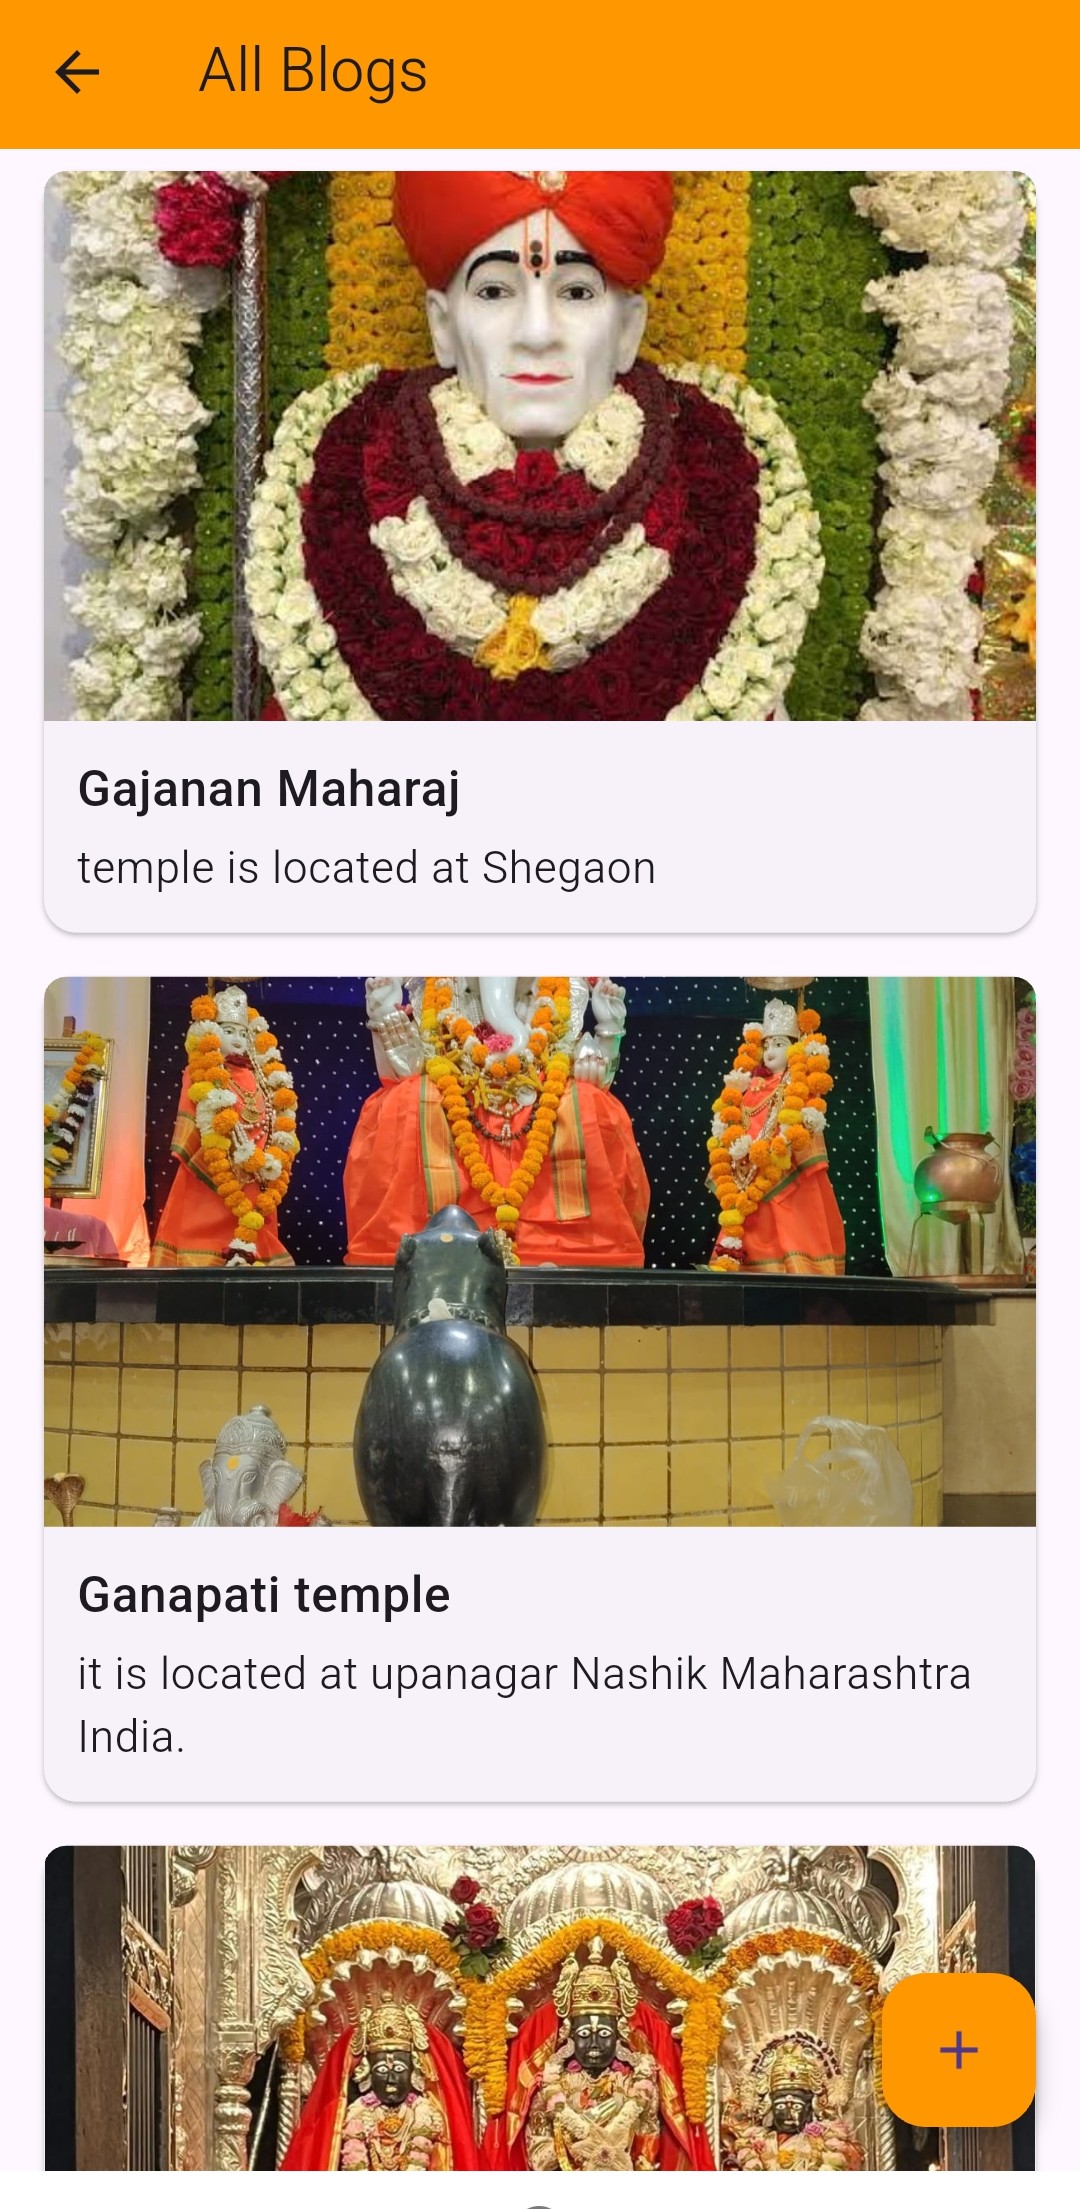 All Blogs
Gajanan Maharaj
temple is located at Shegaon
Ganapati temple
it is located at upanagar Nashik Maharashtra
India.